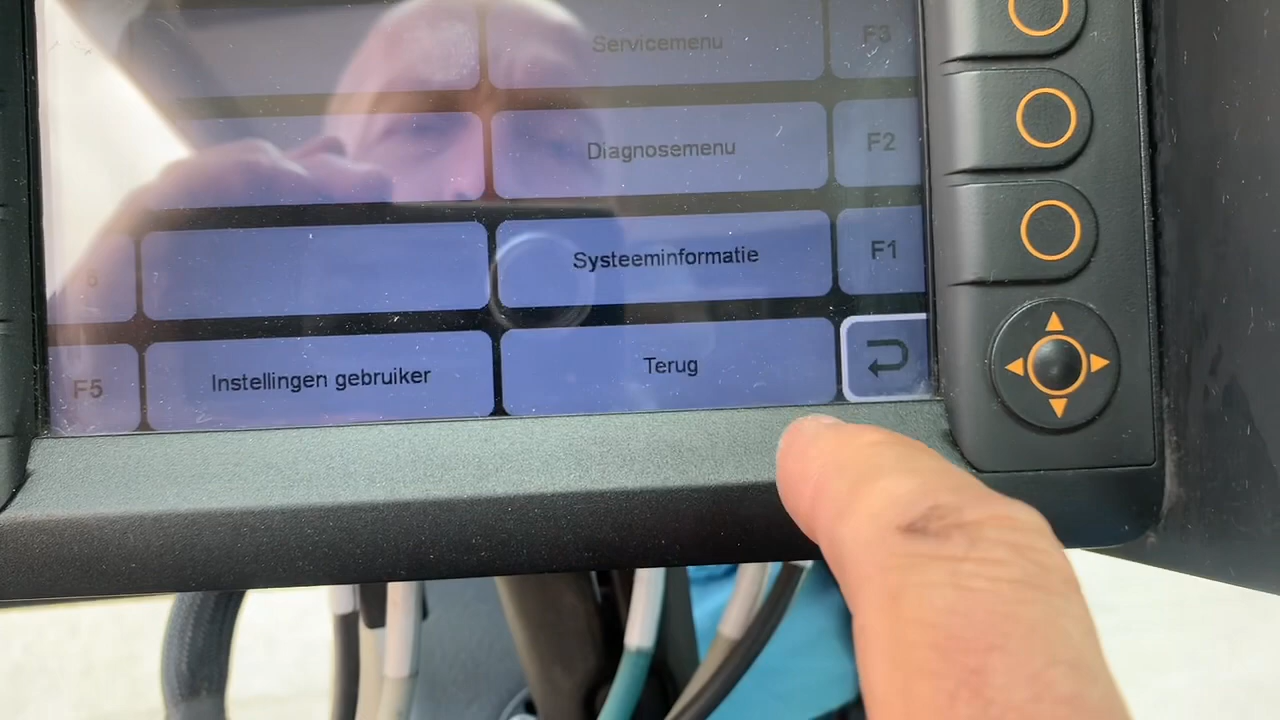 Servicemenu F3
Diagnosemenu F2
Systeeminformatie F1
F5 Instellingen gebruiker Terug